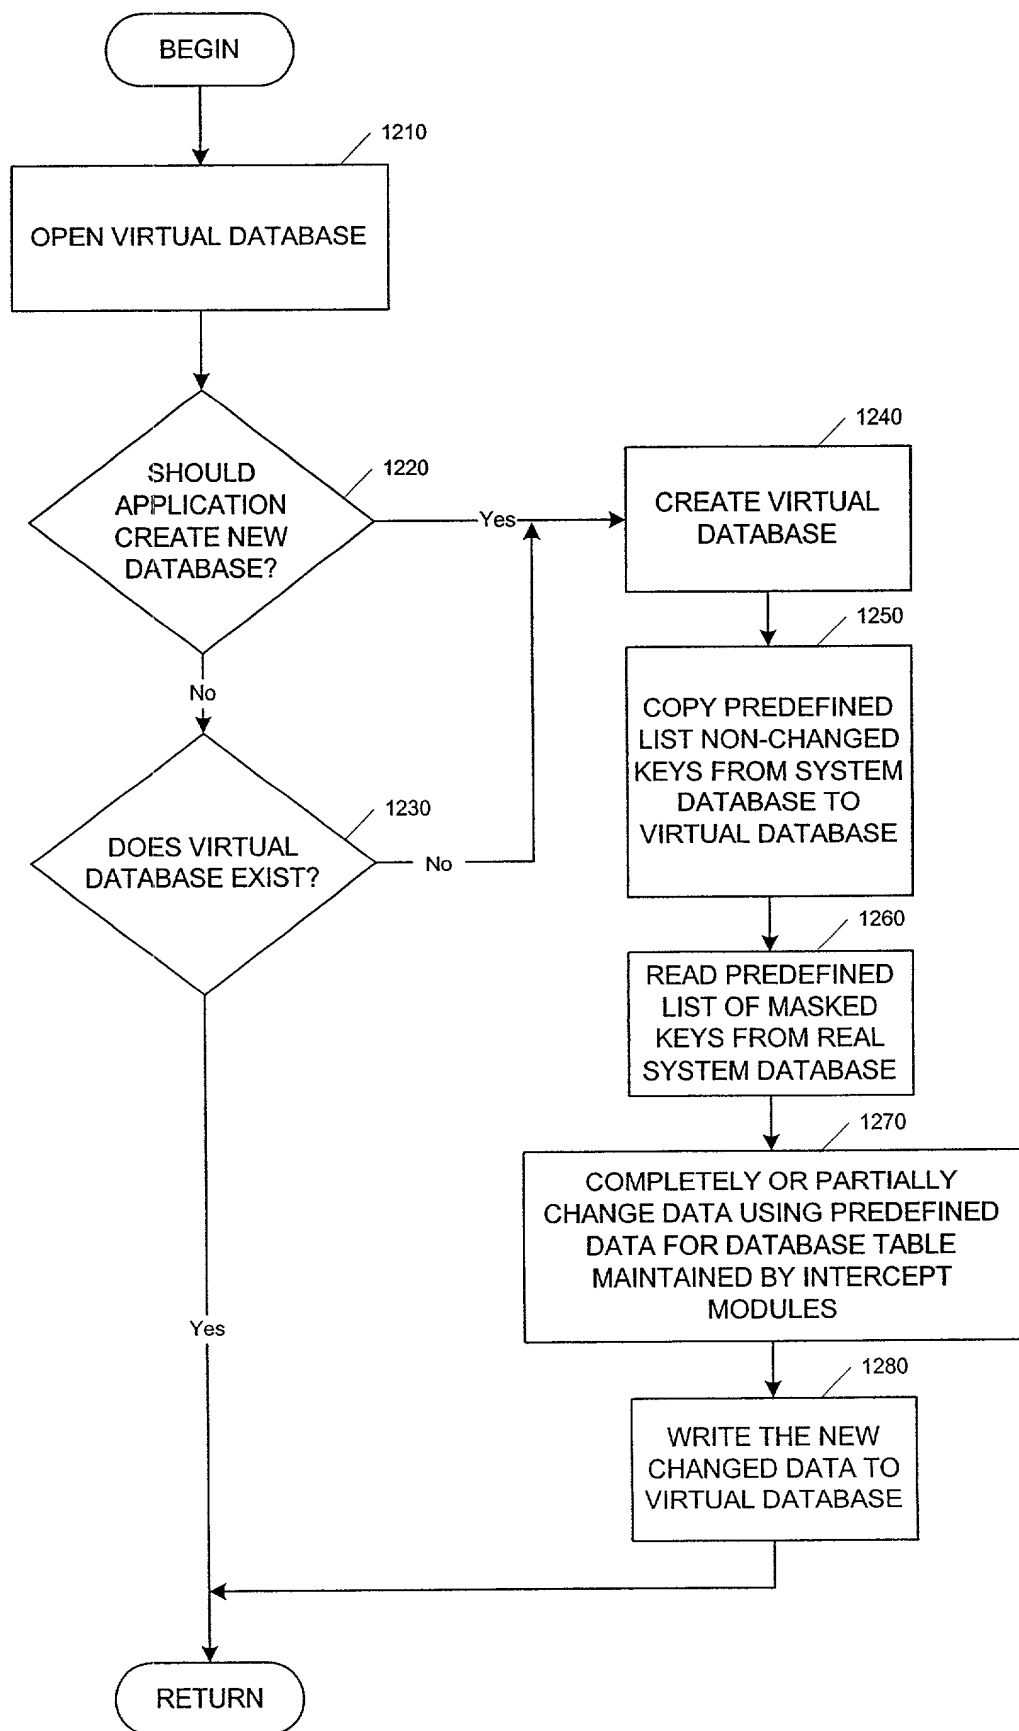 BEGIN
1210
OPEN VIRTUAL DATABASE
1220
SHOULD
APPLICATION
CREATE NEW
DATABASE?
Yes
No
1230
DOES VIRTUAL
DATABASE EXIST?
No
Yes
1240
CREATE VIRTUAL
DATABASE
1250
COPY PREDEFINED
LIST NON-CHANGED
KEYS FROM SYSTEM
DATABASE TO
VIRTUAL DATABASE
1260
READ PREDEFINED
LIST OF MASKED
KEYS FROM REAL
SYSTEM DATABASE
1270
COMPLETELY OR PARTIALLY
CHANGE DATA USING PREDEFINED
DATA FOR DATABASE TABLE
MAINTAINED BY INTERCEPT
MODULES
1280
WRITE THE NEW
CHANGED DATA TO
VIRTUAL DATABASE
RETURN